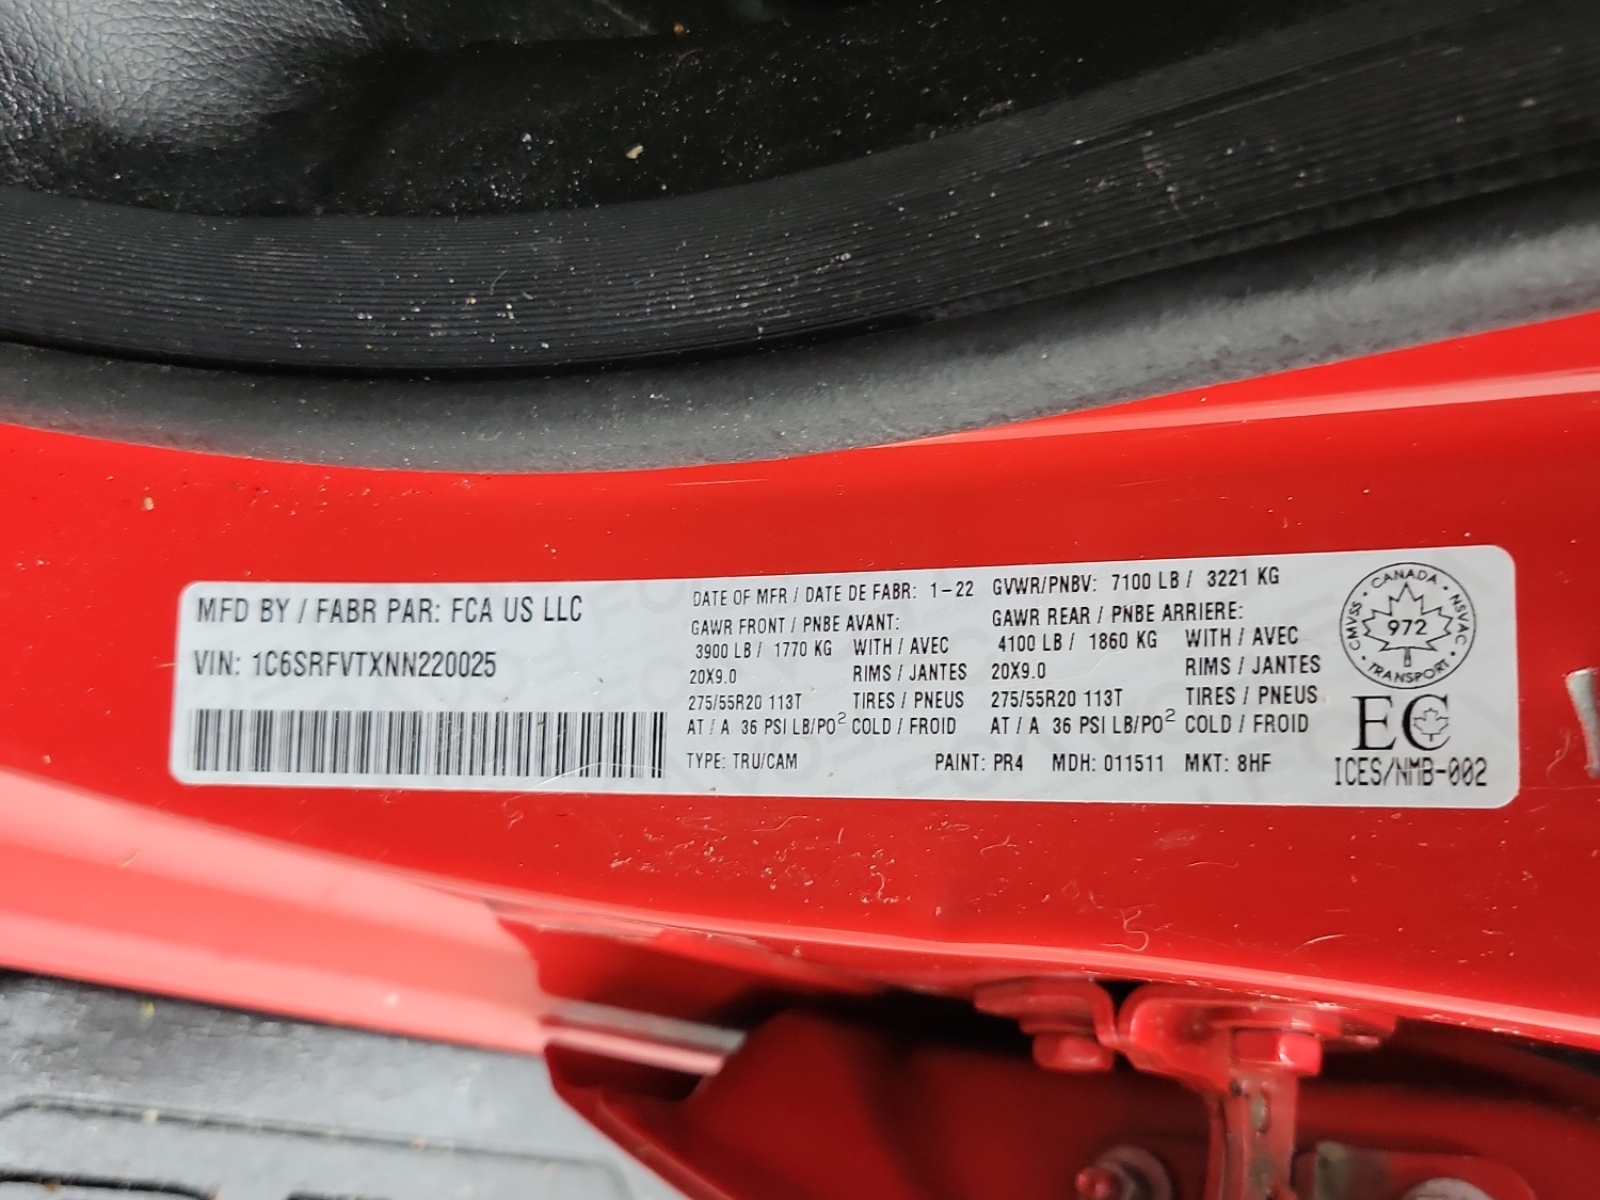 MFD BY / FABR PAR: FCA US LLC
VIN: 1C6SRFVTXNN220025
DATE OF MFR / DATE DE FABR: 1-22 GVWR/PNBV: 7100 LB / 3221 KG
GAWR FRONT / PNBE AVANT: GAWR REAR / PNBE ARRIERE:
3900 LB / 1770 KG WITH / AVEC 4100 LB / 1860 KG WITH / AVEC
20X9.0 RIMS / JANTES 20X9.0 RIMS / JANTES
275/55R20 113T TIRES / PNEUS 275/55R20 113T TIRES / PNEUS
AT / A 36 PSI LB/PO² COLD / FROID AT / A 36 PSI LB/PO² COLD / FROID
TYPE: TRU/CAM PAINT: PR4 MDH: 011511 MKT: 8HF
CANADA
CMVSS · NSVAC
972
TRANSPORT
EC
ICES/NMB-002